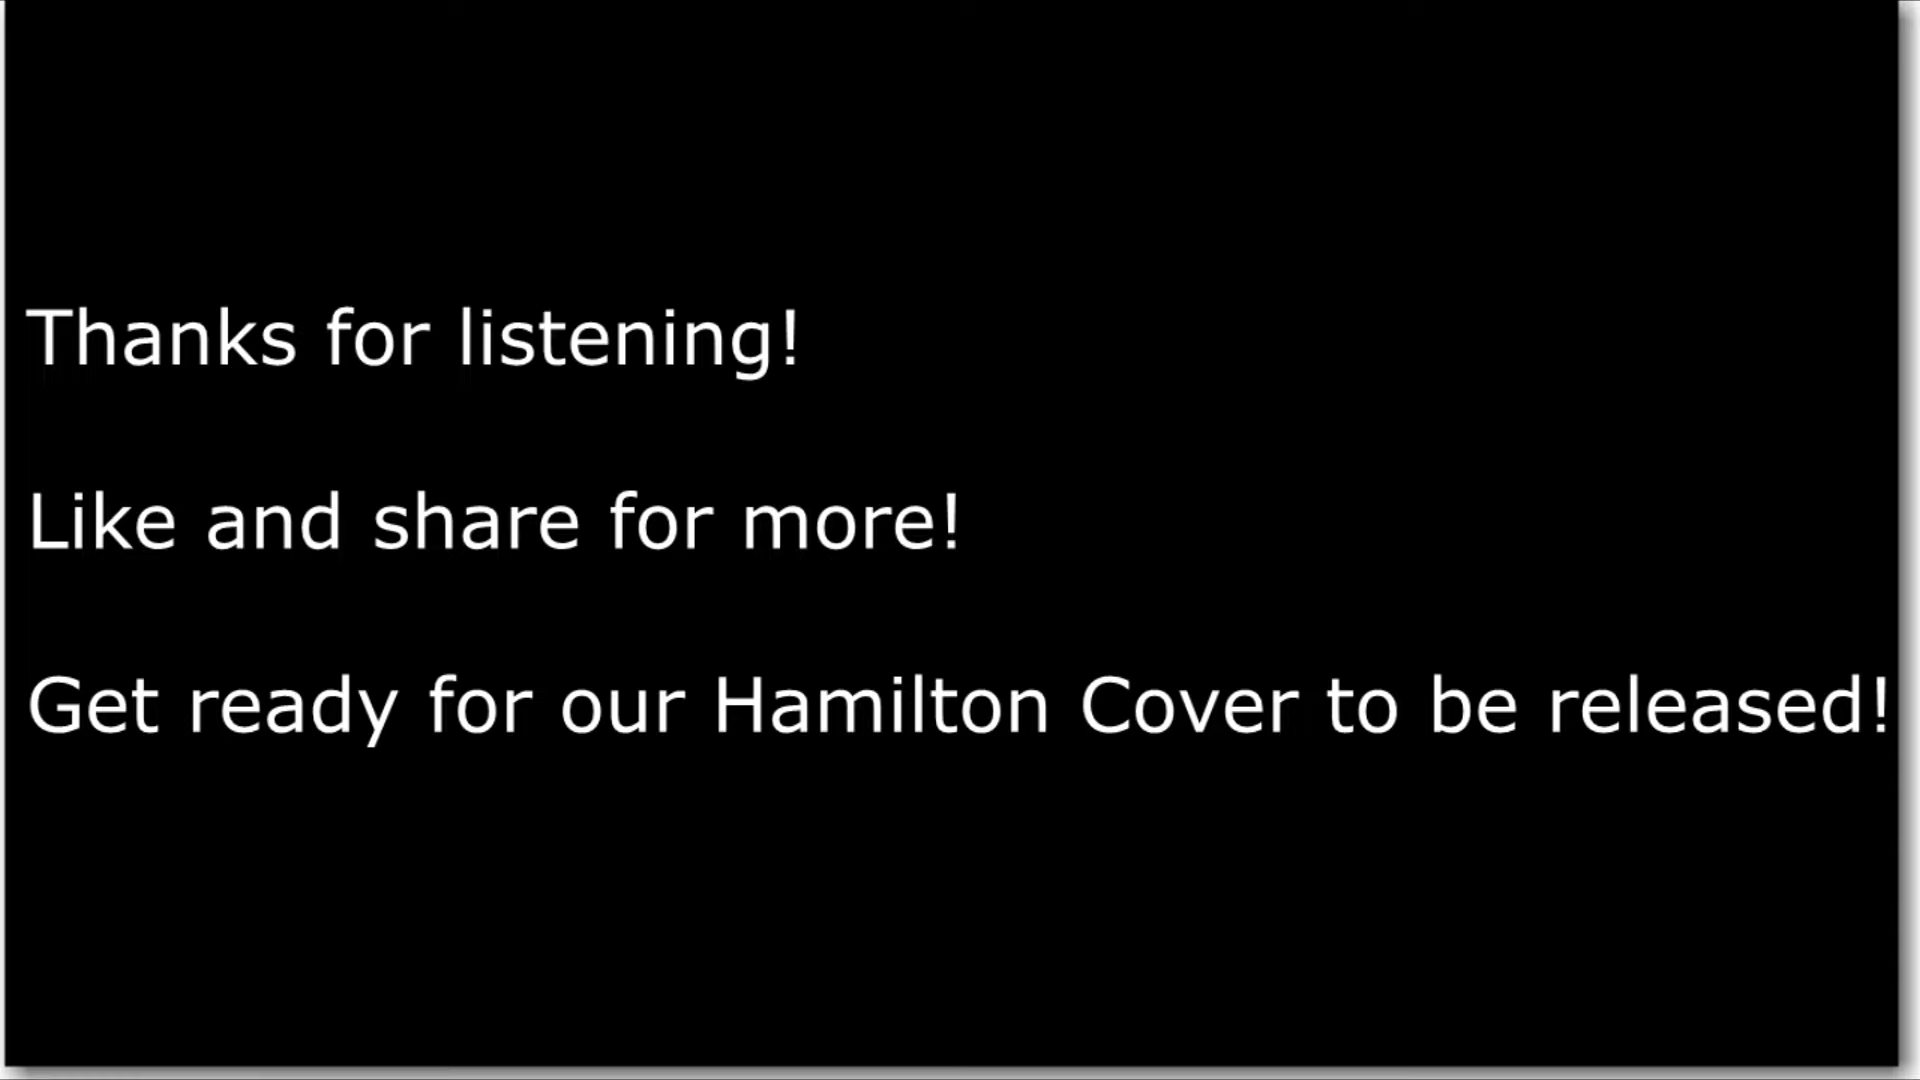 Thanks for listening!
Like and share for more!
Get ready for our Hamilton Cover to be released!